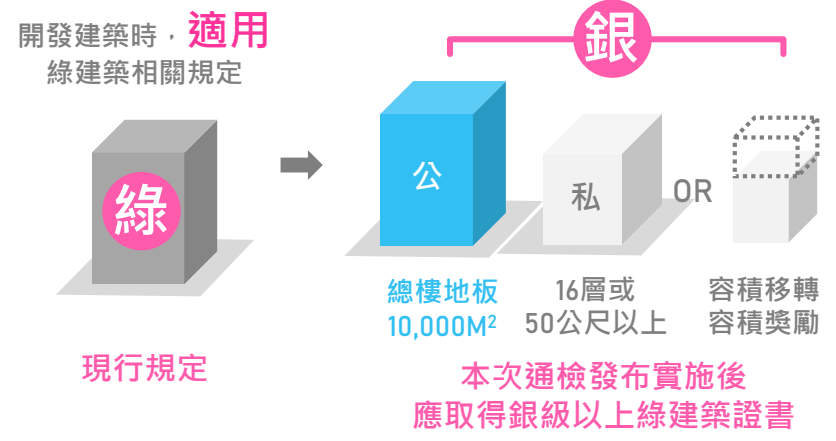 開發建築時，適用
綠建築相關規定
綠
現行規定
銀
公
私
OR
總樓地板
10,000M²
16層或
50公尺以上
容積移轉
容積獎勵
本次通檢發布實施後
應取得銀級以上綠建築證書